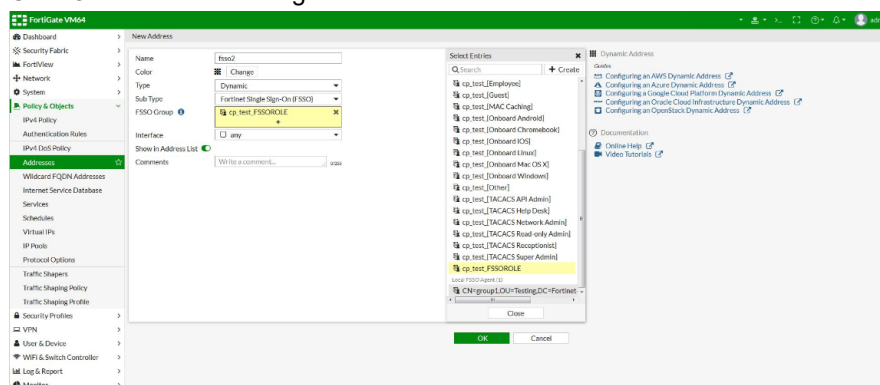 FortiGate VM64
Dashboard
Security Fabric
FortiView
Network
System
Policy & Objects
IPv4 Policy
Authentication Rules
IPv4 DoS Policy
Addresses
Wildcard FQDN Addresses
Internet Service Database
Services
Schedules
Virtual IPs
IP Pools
Protocol Options
Traffic Shapers
Traffic Shaping Policy
Traffic Shaping Profile
Security Profiles
VPN
User & Device
WiFi & Switch Controller
Log & Report
Monitor
New Address
Name fsso2
Color Change
Type Dynamic
Sub Type Fortinet Single Sign-On (FSSO)
FSSO Group cp_test_FSSOROLE
+
Interface any
Show in Address List
Comments Write a comment... 0/255
Select Entries
Search + Create
cp_test_[Employee]
cp_test_[Guest]
cp_test_[MAC Caching]
cp_test_[Onboard Android]
cp_test_[Onboard Chromebook]
cp_test_[Onboard IOS]
cp_test_[Onboard Linux]
cp_test_[Onboard Mac OS X]
cp_test_[Onboard Windows]
cp_test_[Other]
cp_test_[TACACS API Admin]
cp_test_[TACACS Help Desk]
cp_test_[TACACS Network Admin]
cp_test_[TACACS Read-only Admin]
cp_test_[TACACS Receptionist]
cp_test_[TACACS Super Admin]
cp_test_FSSOROLE
Local FSSO Agent (1)
CN=group1,OU=Testing,DC=Fortinet-
Close
OK Cancel
Dynamic Address
Guides
Configuring an AWS Dynamic Address
Configuring an Azure Dynamic Address
Configuring a Google Cloud Platform Dynamic Address
Configuring an Oracle Cloud Infrastructure Dynamic Address
Configuring an OpenStack Dynamic Address
Documentation
Online Help
Video Tutorials